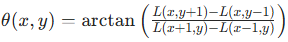 θ(x, y) = arctan ( L(x,y+1)−L(x,y−1) / L(x+1,y)−L(x−1,y) )